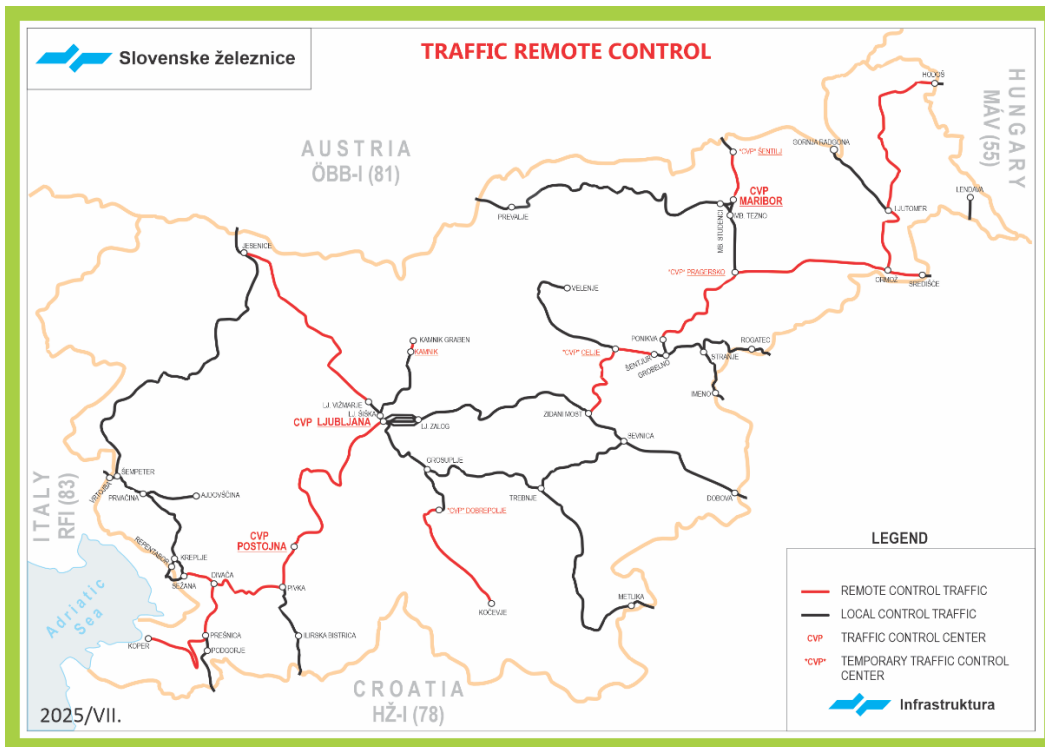 Slovenske železnice
TRAFFIC REMOTE CONTROL
HUNGARY
MÁV (55)
AUSTRIA
ÖBB-I (81)
HODOŠ
"CVP" ŠENTILJ
GORNJA RADGONA
CVP
MARIBOR
PREVALJE
MB. STUDENCI
MB. TEZNO
LENDAVA
LJUTOMER
JESENICE
"CVP" PRAGERSKO
ORMOŽ
SREDIŠČE
VELENJE
KAMNIK GRABEN
KAMNIK
"CVP" CELJE
PONIKVA
ŠENTJUR
GROBELNO
STRANJE
ROGATEC
IMENO
LJ. VIŽMARJE
LJ. ŠIŠKA
CVP LJUBLJANA
LJ. ZALOG
ZIDANI MOST
SEVNICA
GROSUPLJE
TREBNJE
DOBOVA
ITALY
RFI (83)
VRTOJBA
ŠEMPETER
PRVAČINA
AJDOVŠČINA
"CVP" DOBREPOLJE
CVP
POSTOJNA
REPENTABOR
KREPLJE
SEŽANA
DIVAČA
PIVKA
KOČEVJE
METLIKA
Adriatic
Sea
KOPER
PREŠNICA
PODGORJE
ILIRSKA BISTRICA
CROATIA
HŽ-I (78)
2025/VII.
LEGEND
REMOTE CONTROL TRAFFIC
LOCAL CONTROL TRAFFIC
CVP TRAFFIC CONTROL CENTER
"CVP" TEMPORARY TRAFFIC CONTROL
CENTER
Infrastruktura